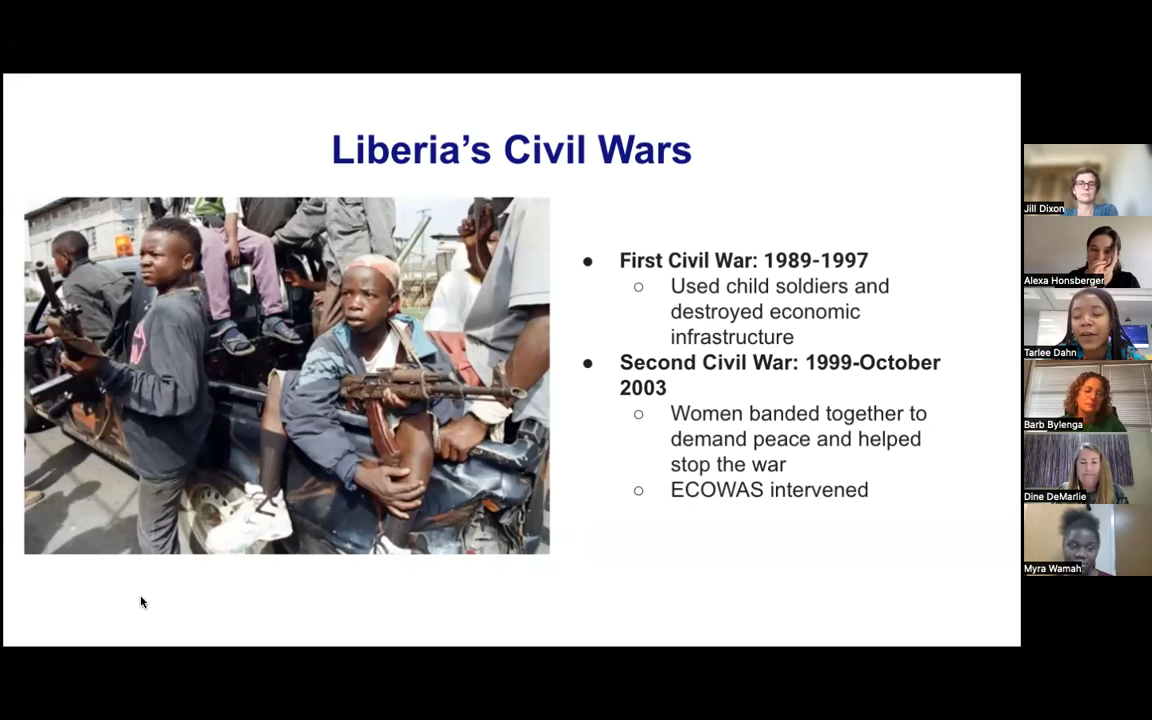 Liberia's Civil Wars
● First Civil War: 1989-1997
○ Used child soldiers and
destroyed economic
infrastructure
● Second Civil War: 1999-October
2003
○ Women banded together to
demand peace and helped
stop the war
○ ECOWAS intervened
Jill Dixon
Alexa Honsberger
Tarlee Dahn
Barb Bylenga
Dine DeMarlie
Myra Wamah